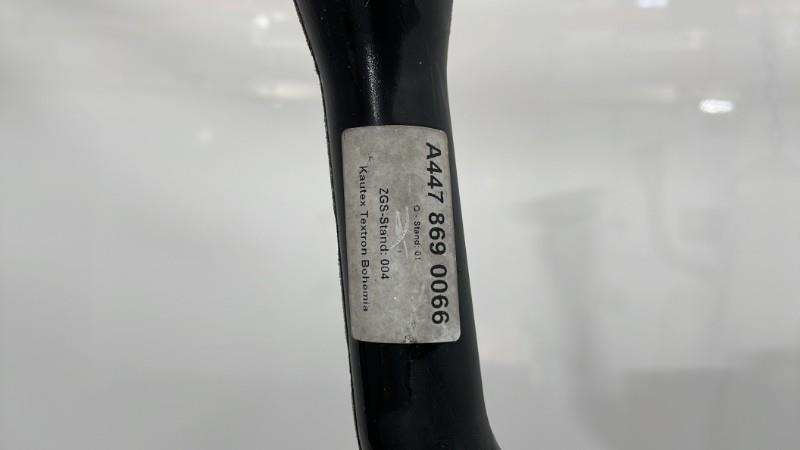 A447 869 0066
Q - Stand: 01
ZGS-Stand: 004
Kautex Textron Bohemia